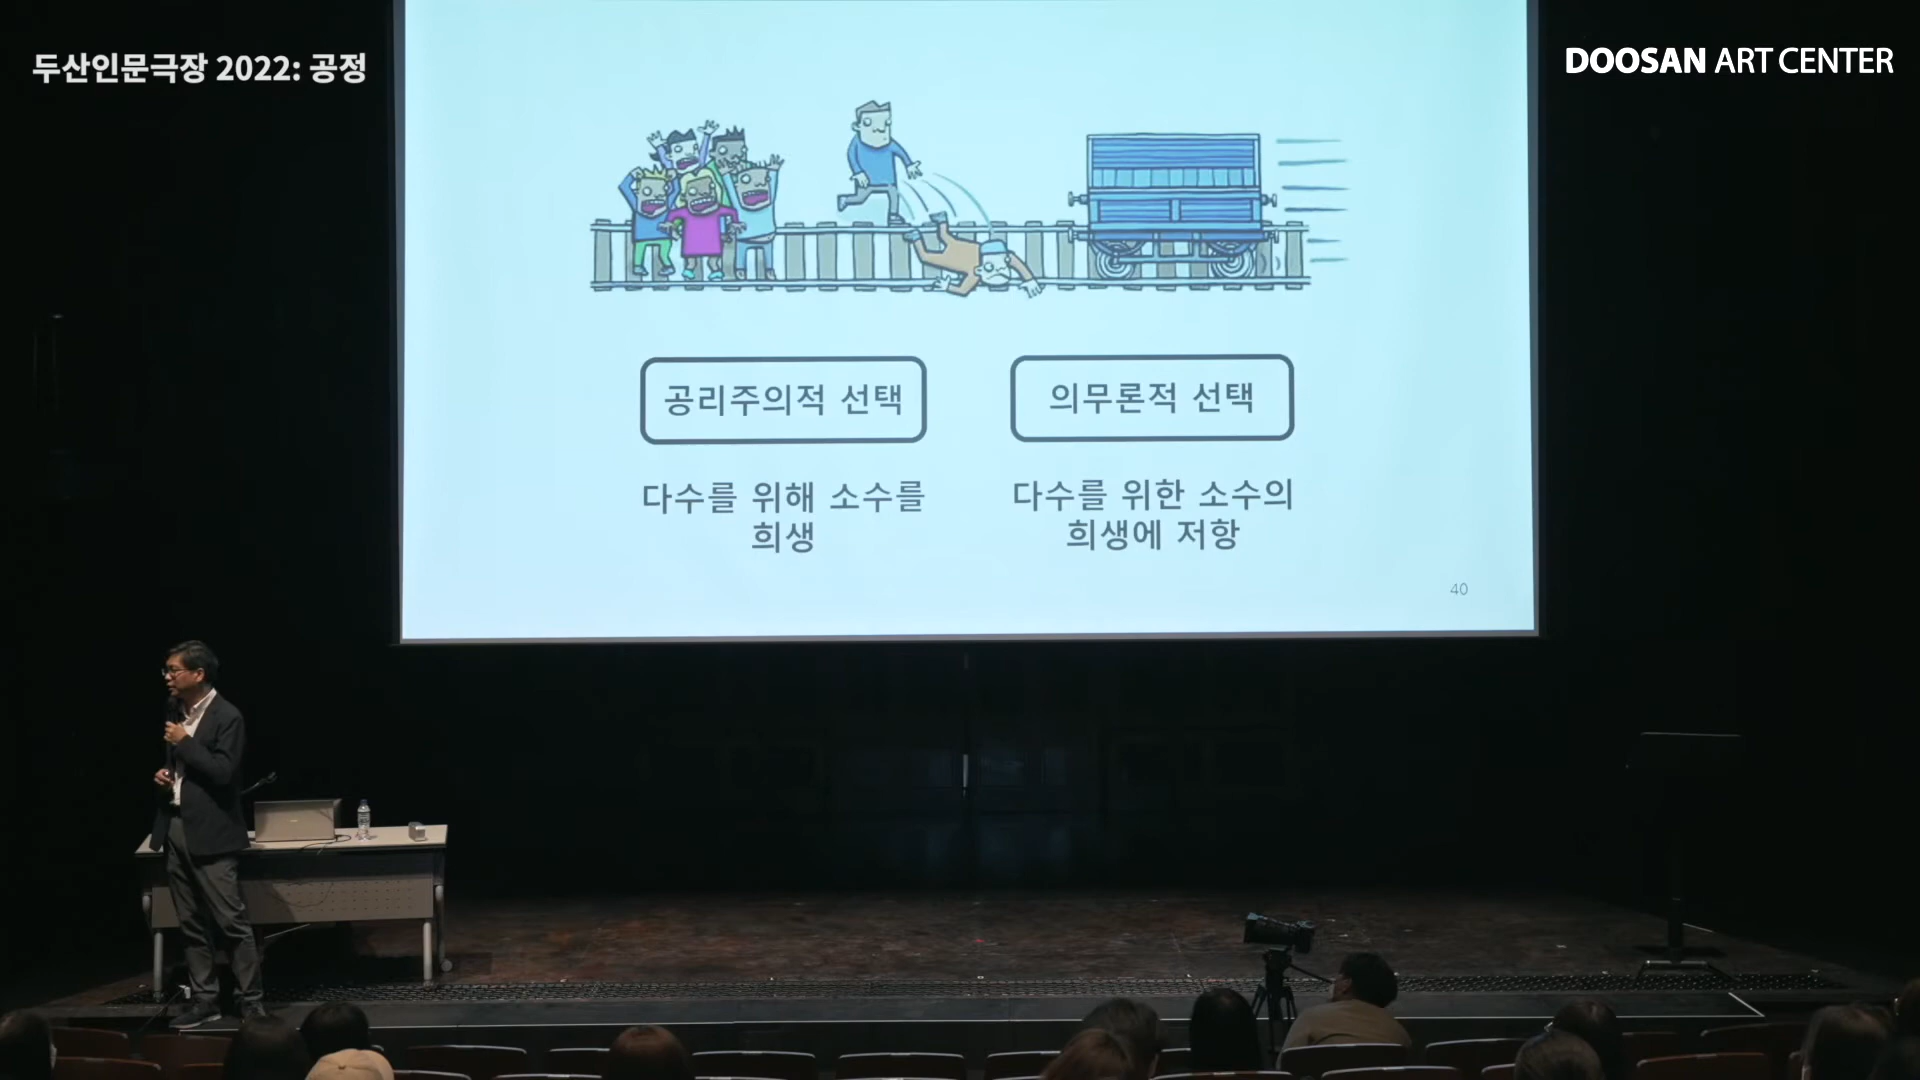 두산인문극장 2022: 공정
DOOSAN ART CENTER
공리주의적 선택
의무론적 선택
다수를 위해 소수를
희생
다수를 위한 소수의
희생에 저항
40